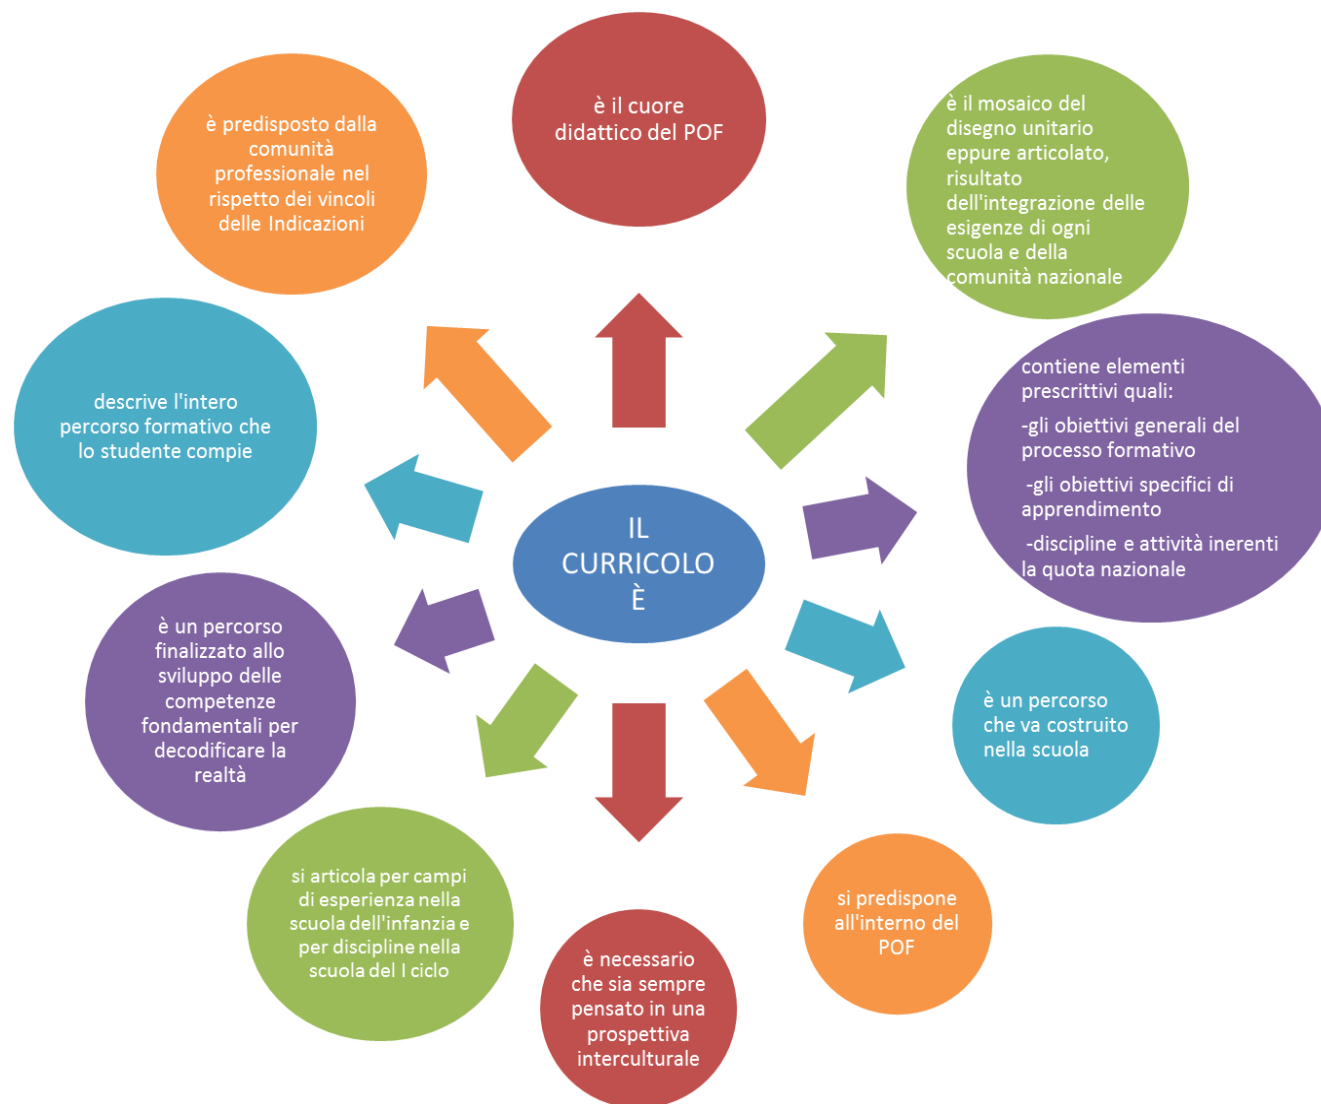 è il cuore
didattico del POF
è il mosaico del
disegno unitario
eppure articolato,
risultato
dell'integrazione delle
esigenze di ogni
scuola e della
comunità nazionale
contiene elementi
prescrittivi quali:
-gli obiettivi generali del
processo formativo
-gli obiettivi specifici di
apprendimento
-discipline e attività inerenti
la quota nazionale
è un percorso
che va costruito
nella scuola
si predispone
all'interno del
POF
è necessario
che sia sempre
pensato in una
prospettiva
interculturale
si articola per campi
di esperienza nella
scuola dell'infanzia e
per discipline nella
scuola del I ciclo
è un percorso
finalizzato allo
sviluppo delle
competenze
fondamentali per
decodificare la
realtà
descrive l'intero
percorso formativo che
lo studente compie
è predisposto dalla
comunità
professionale nel
rispetto dei vincoli
delle Indicazioni
IL
CURRICOLO
È